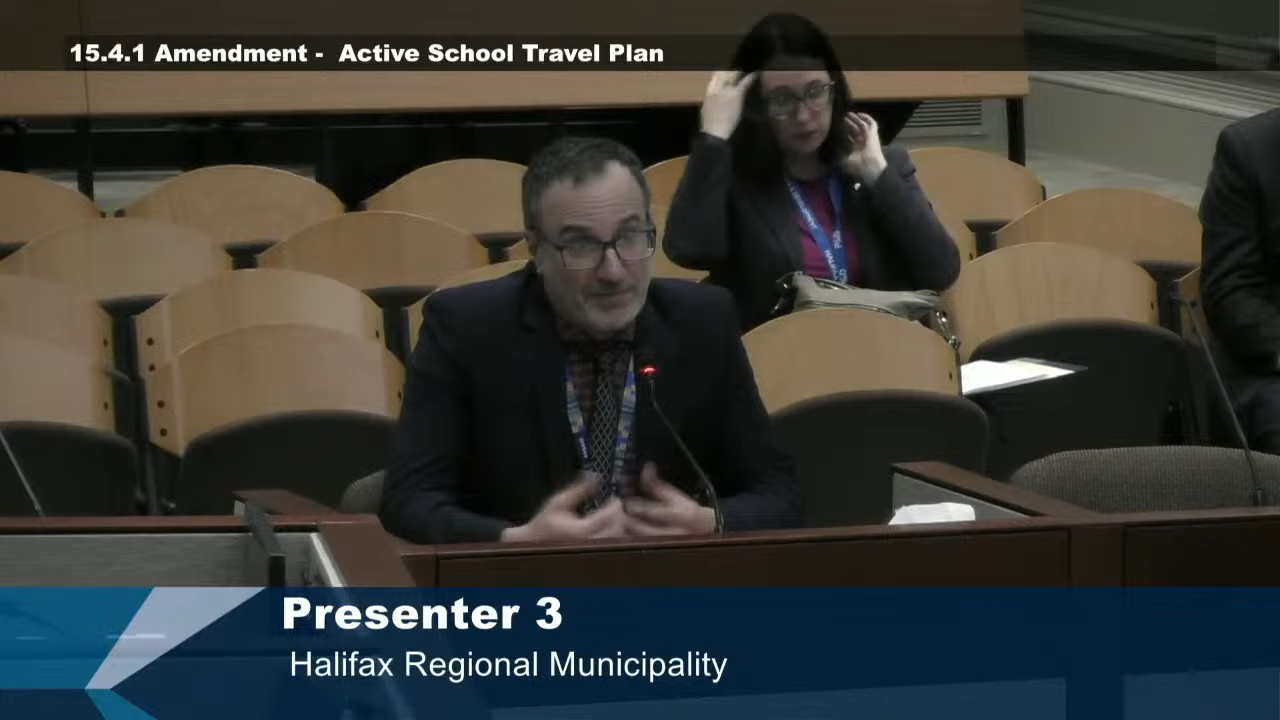 15.4.1 Amendment -  Active School Travel Plan
Presenter 3
Halifax Regional Municipality